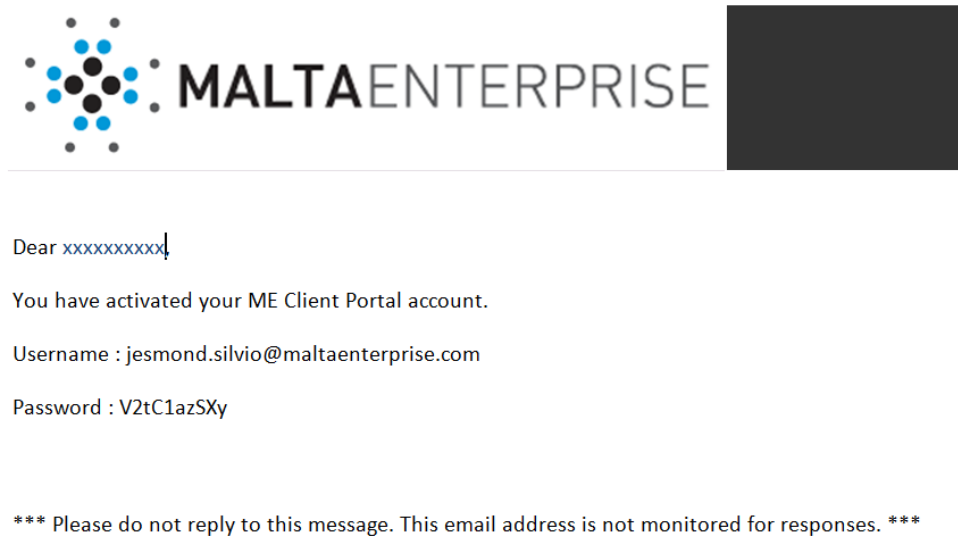 MALTAENTERPRISE
Dear xxxxxxxxxx,
You have activated your ME Client Portal account.
Username : jesmond.silvio@maltaenterprise.com
Password : V2tC1azSXy
*** Please do not reply to this message. This email address is not monitored for responses. ***